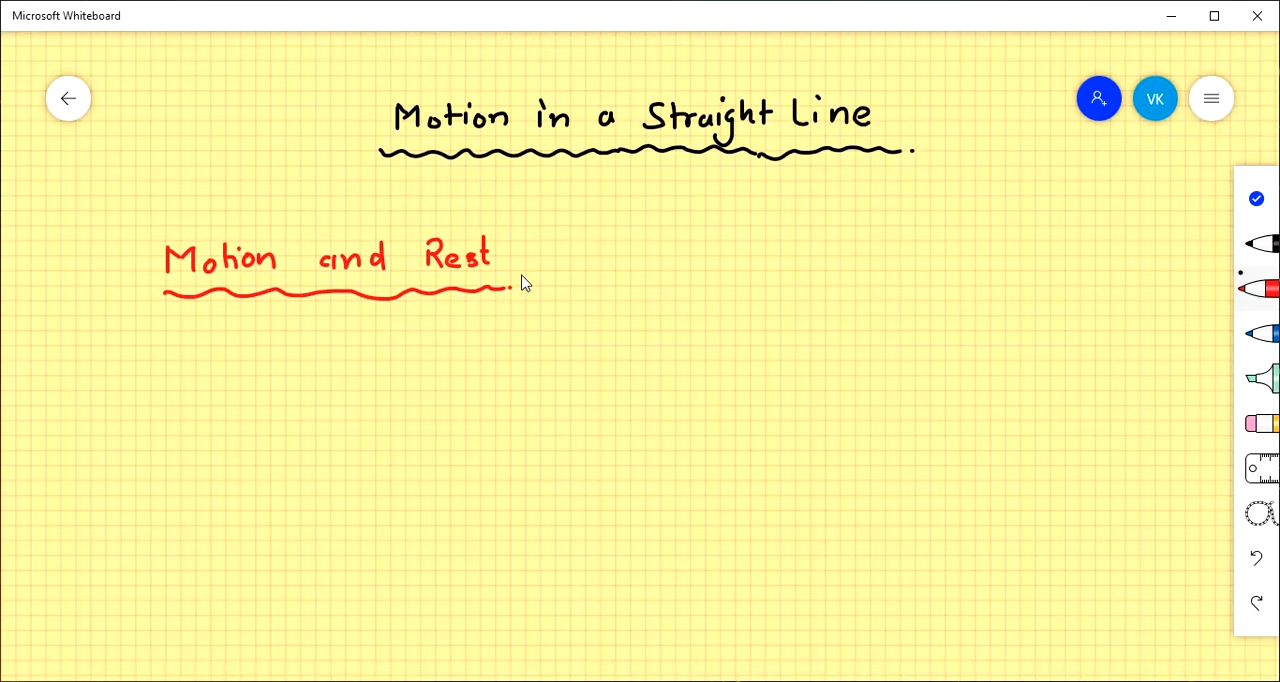 Microsoft Whiteboard
Motion in a Straight Line
VK
Motion and Rest